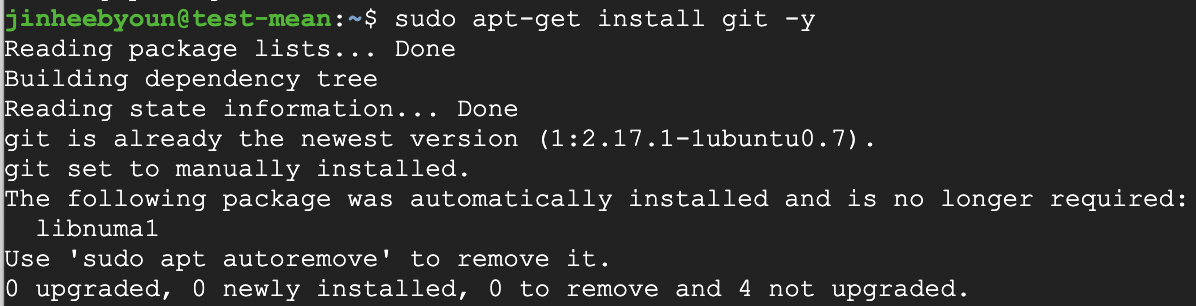 jinheebyoun@test-mean:~$ sudo apt-get install git -y
Reading package lists... Done
Building dependency tree
Reading state information... Done
git is already the newest version (1:2.17.1-1ubuntu0.7).
git set to manually installed.
The following package was automatically installed and is no longer required:
  libnuma1
Use 'sudo apt autoremove' to remove it.
0 upgraded, 0 newly installed, 0 to remove and 4 not upgraded.